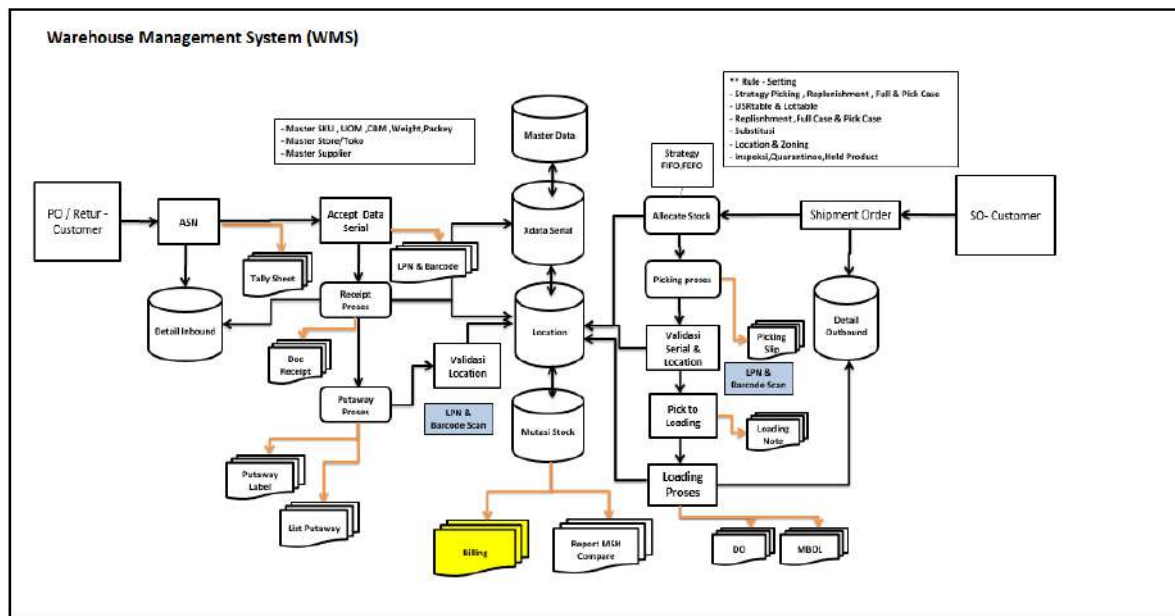 Warehouse Management System (WMS)
** Rule - Setting
- Strategy Picking , Replenishment , Full & Pick Case
- USRtable & Lottable
- Replisnhment ,Full Case & Pick Case
- Substitusi
- Location & Zoning
- Inspeksi,Quarantinee,Hold Product
- Master SKU , UOM ,CBM ,Weight,Packey
- Master Store/Toko
- Master Supplier
Master Data
Strategy
FIFO,FEFO
PO / Retur -
Customer
ASN
Accept Data
Serial
Xdata Serial
Allocate Stock
Shipment Order
SO- Customer
Tally Sheet
LPN & Barcode
Picking proses
Receipt
Proses
Detail Inbound
Location
Detail
Outbound
Validasi
Serial &
Location
Picking
Slip
Doc
Receipt
Validasi
Location
LPN &
Barcode Scan
Putaway
Proses
LPN &
Barcode Scan
Mutasi Stock
Pick to
Loading
Loading
Note
Putaway
Label
Loading
Proses
List Putaway
Billing
Report MSH
Compare
DO
MBOL